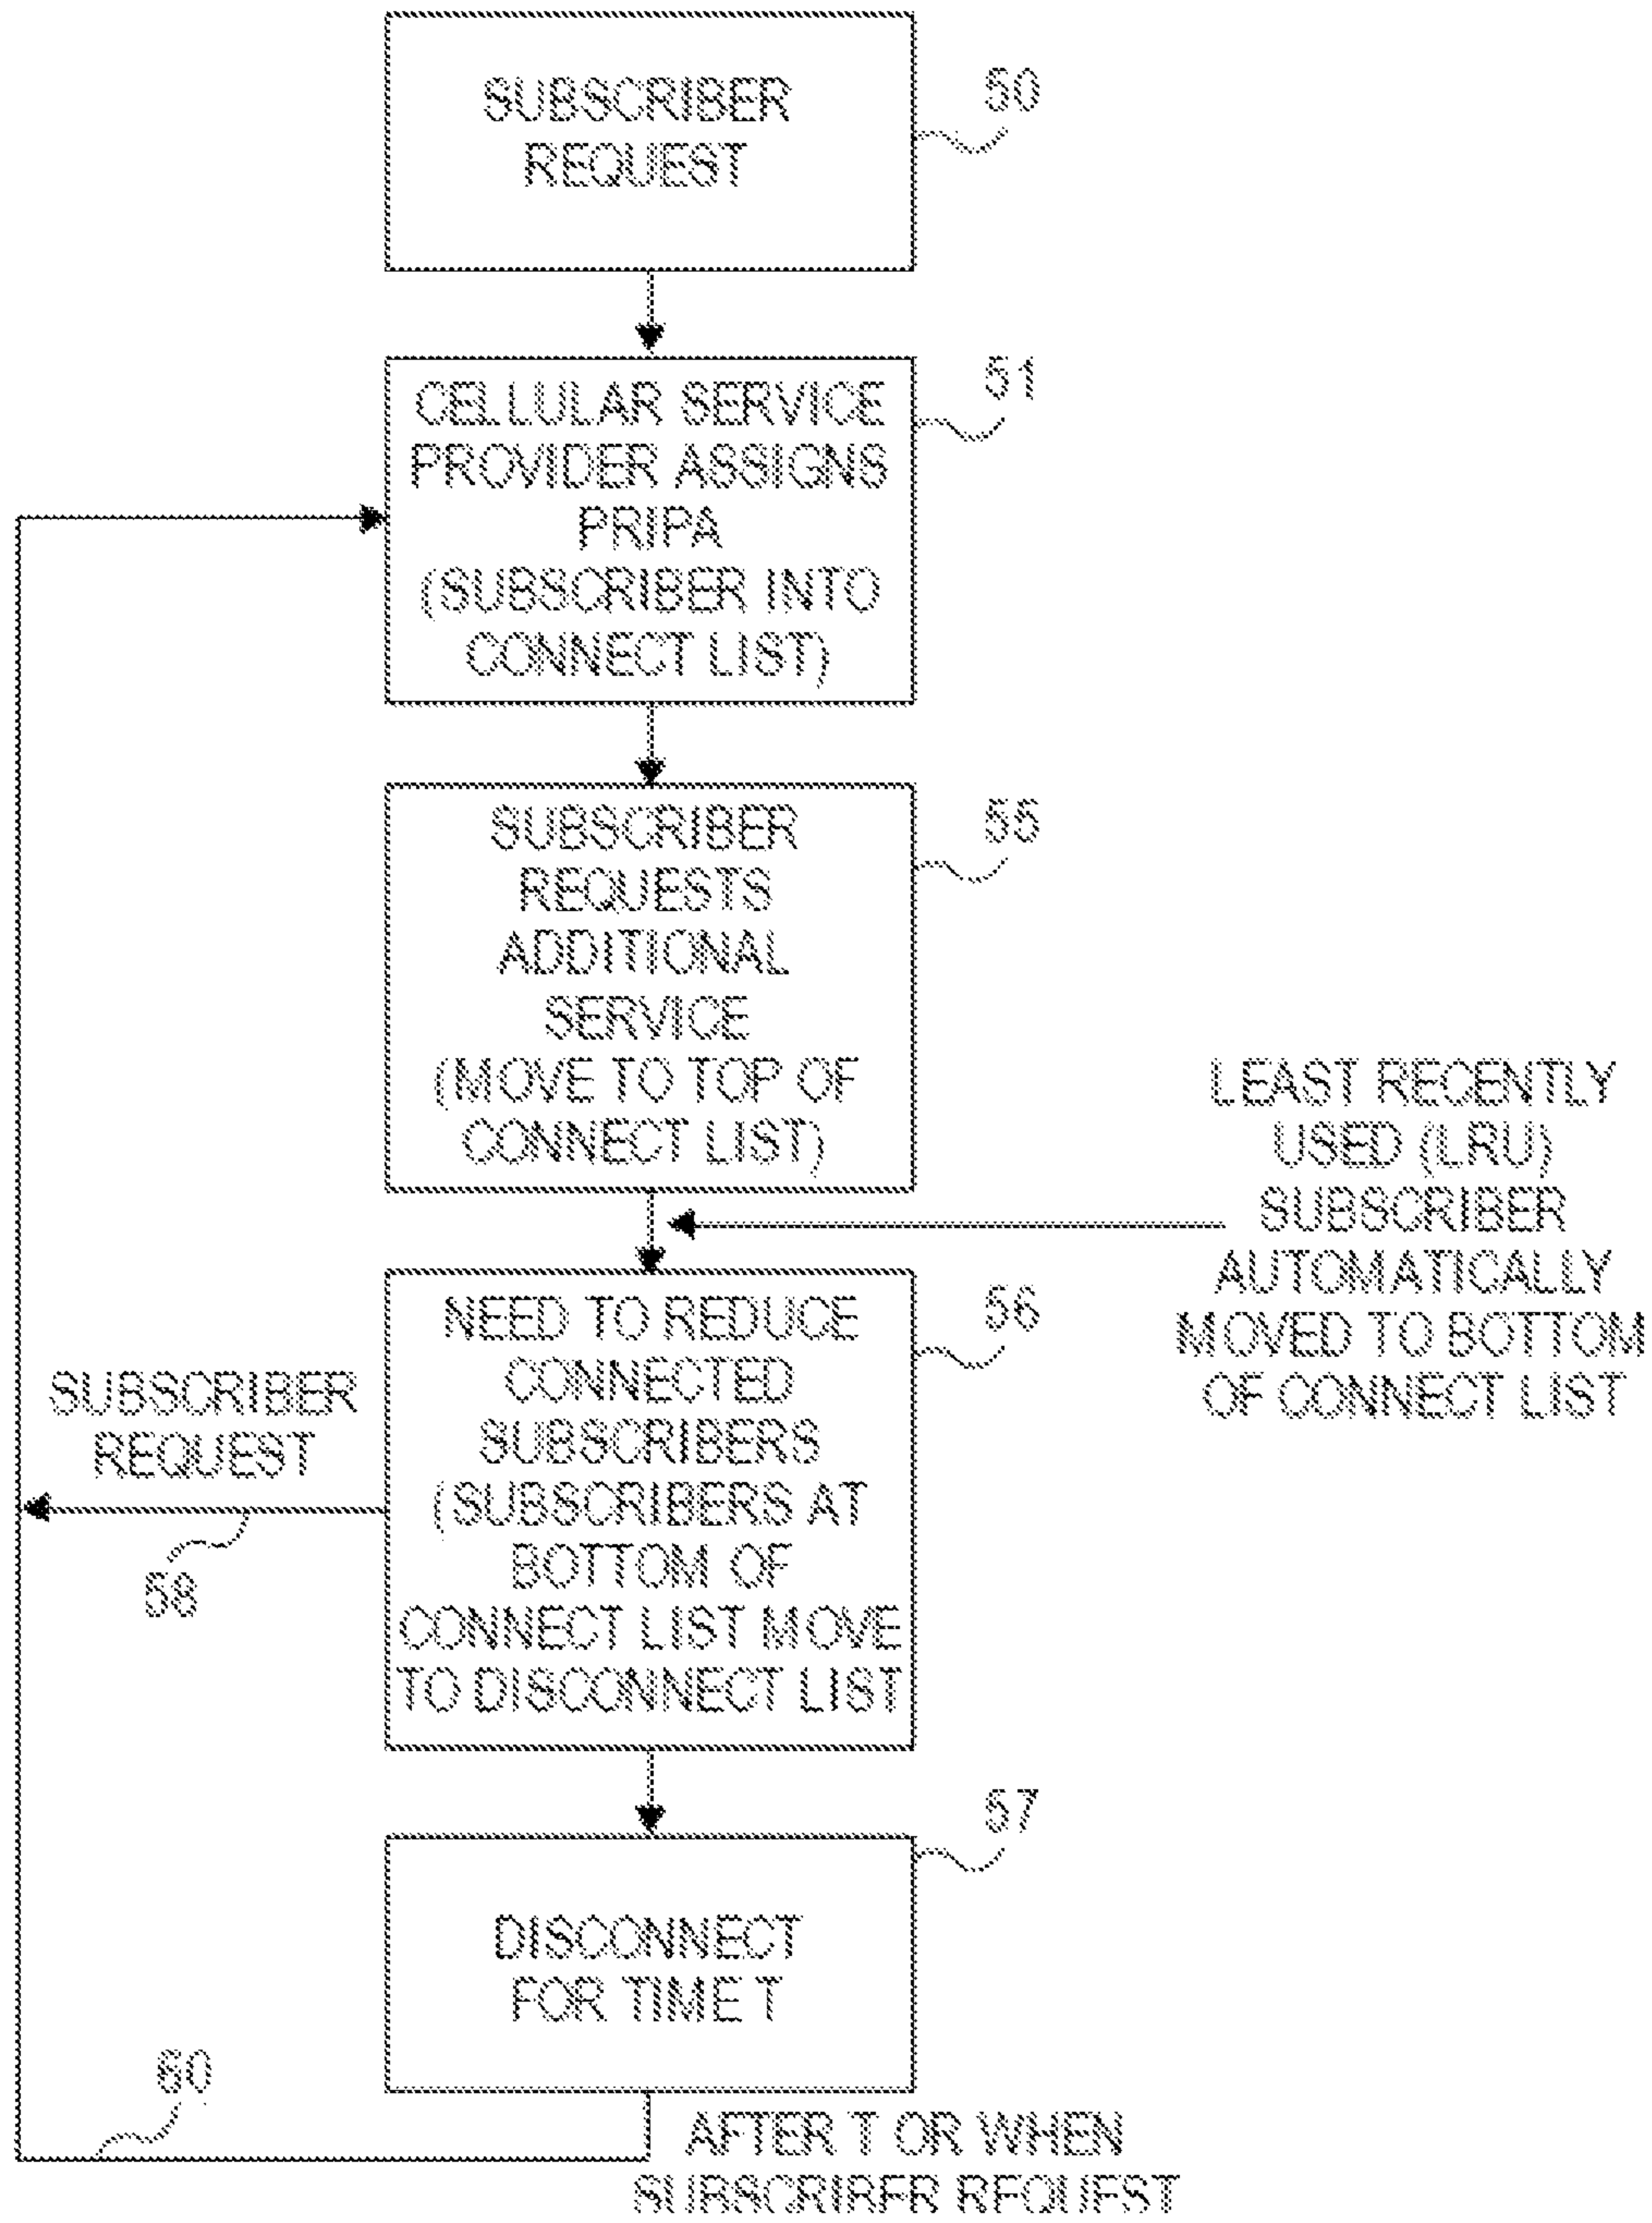 SUBSCRIBER
REQUEST
50
CELLULAR SERVICE
PROVIDER ASSIGNS
PRIPA
(SUBSCRIBER INTO
CONNECT LIST)
51
SUBSCRIBER
REQUESTS
ADDITIONAL
SERVICE
(MOVE TO TOP OF
CONNECT LIST)
55
LEAST RECENTLY
USED (LRU)
SUBSCRIBER
AUTOMATICALLY
MOVED TO BOTTOM
OF CONNECT LIST
NEED TO REDUCE
CONNECTED
SUBSCRIBERS
(SUBSCRIBERS AT
BOTTOM OF
CONNECT LIST MOVE
TO DISCONNECT LIST
56
SUBSCRIBER
REQUEST
58
DISCONNECT
FOR TIME T
57
60
AFTER T OR WHEN
SUBSCRIBER REQUEST